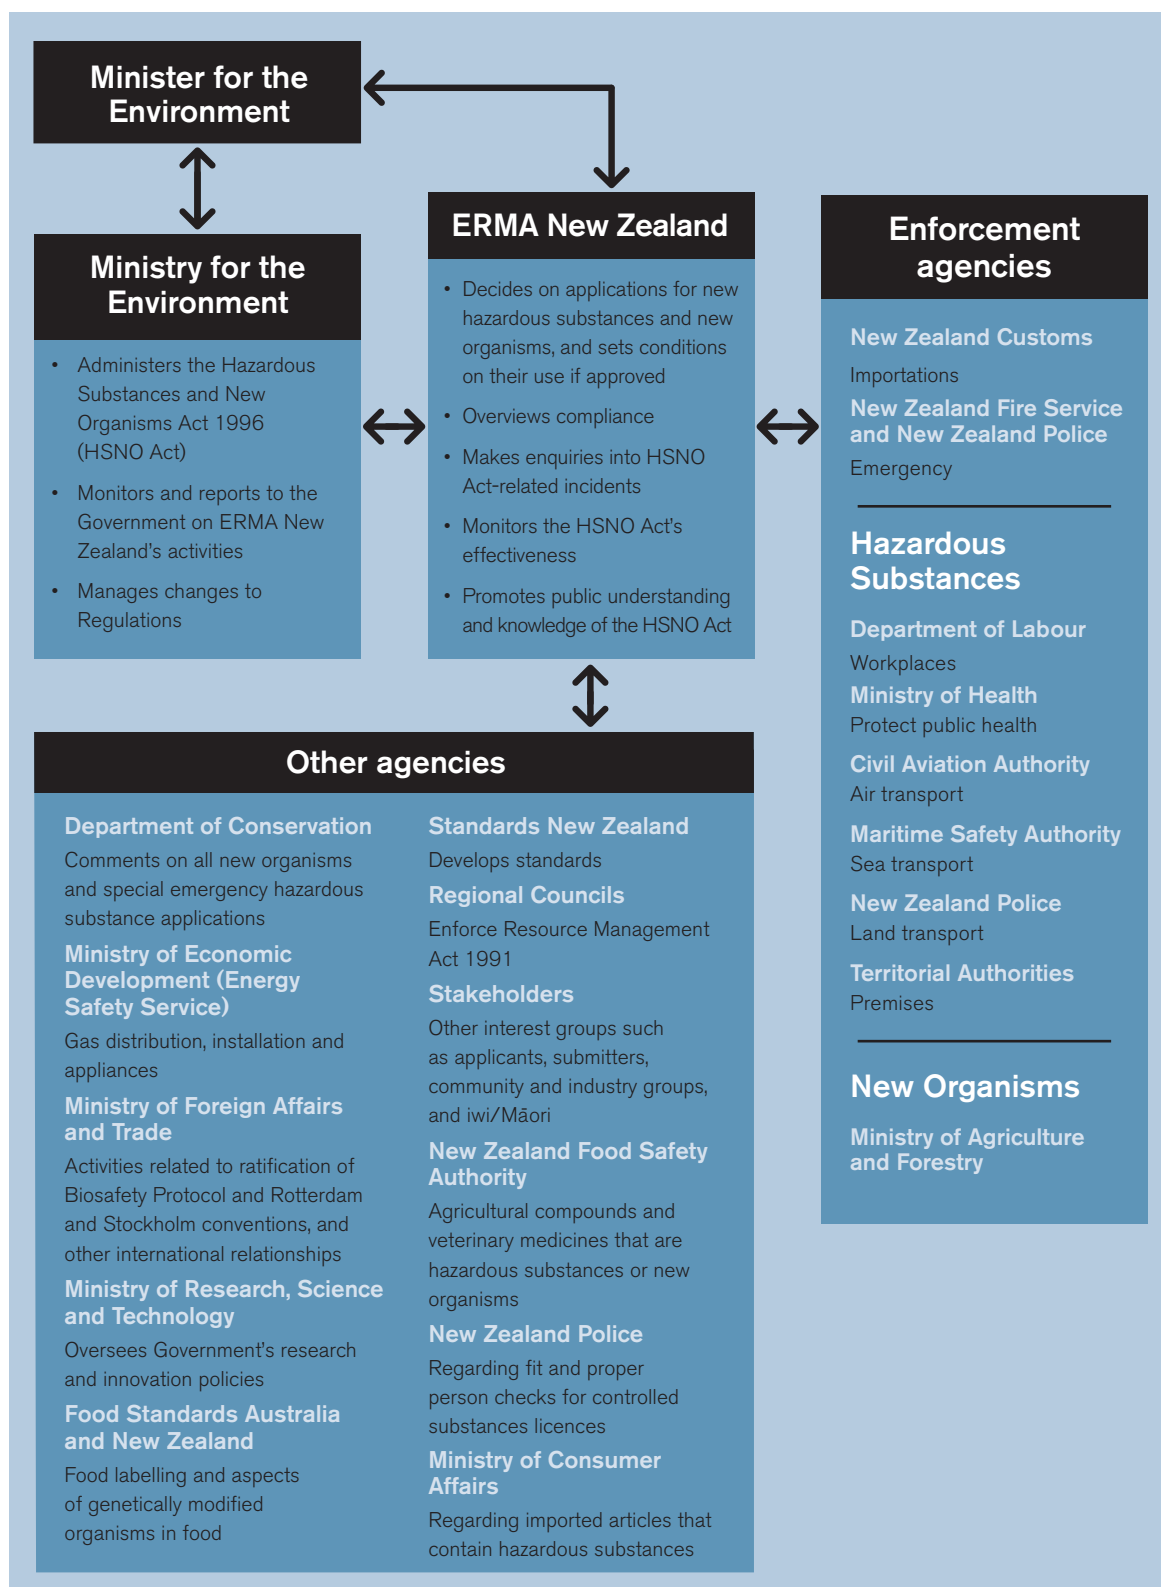 Minister for the
Environment
Ministry for the
Environment
• Administers the Hazardous
Substances and New
Organisms Act 1996
(HSNO Act)
• Monitors and reports to the
Government on ERMA New
Zealand's activities
• Manages changes to
Regulations
ERMA New Zealand
• Decides on applications for new
hazardous substances and new
organisms, and sets conditions
on their use if approved
• Overviews compliance
• Makes enquiries into HSNO
Act-related incidents
• Monitors the HSNO Act's
effectiveness
• Promotes public understanding
and knowledge of the HSNO Act
Enforcement
agencies
New Zealand Customs
Importations
New Zealand Fire Service
and New Zealand Police
Emergency
Hazardous
Substances
Department of Labour
Workplaces
Ministry of Health
Protect public health
Civil Aviation Authority
Air transport
Maritime Safety Authority
Sea transport
New Zealand Police
Land transport
Territorial Authorities
Premises
New Organisms
Ministry of Agriculture
and Forestry
Other agencies
Department of Conservation
Comments on all new organisms
and special emergency hazardous
substance applications
Ministry of Economic
Development (Energy
Safety Service)
Gas distribution, installation and
appliances
Ministry of Foreign Affairs
and Trade
Activities related to ratification of
Biosafety Protocol and Rotterdam
and Stockholm conventions, and
other international relationships
Ministry of Research, Science
and Technology
Oversees Government's research
and innovation policies
Food Standards Australia
and New Zealand
Food labelling and aspects
of genetically modified
organisms in food
Standards New Zealand
Develops standards
Regional Councils
Enforce Resource Management
Act 1991
Stakeholders
Other interest groups such
as applicants, submitters,
community and industry groups,
and iwi/Māori
New Zealand Food Safety
Authority
Agricultural compounds and
veterinary medicines that are
hazardous substances or new
organisms
New Zealand Police
Regarding fit and proper
person checks for controlled
substances licences
Ministry of Consumer
Affairs
Regarding imported articles that
contain hazardous substances